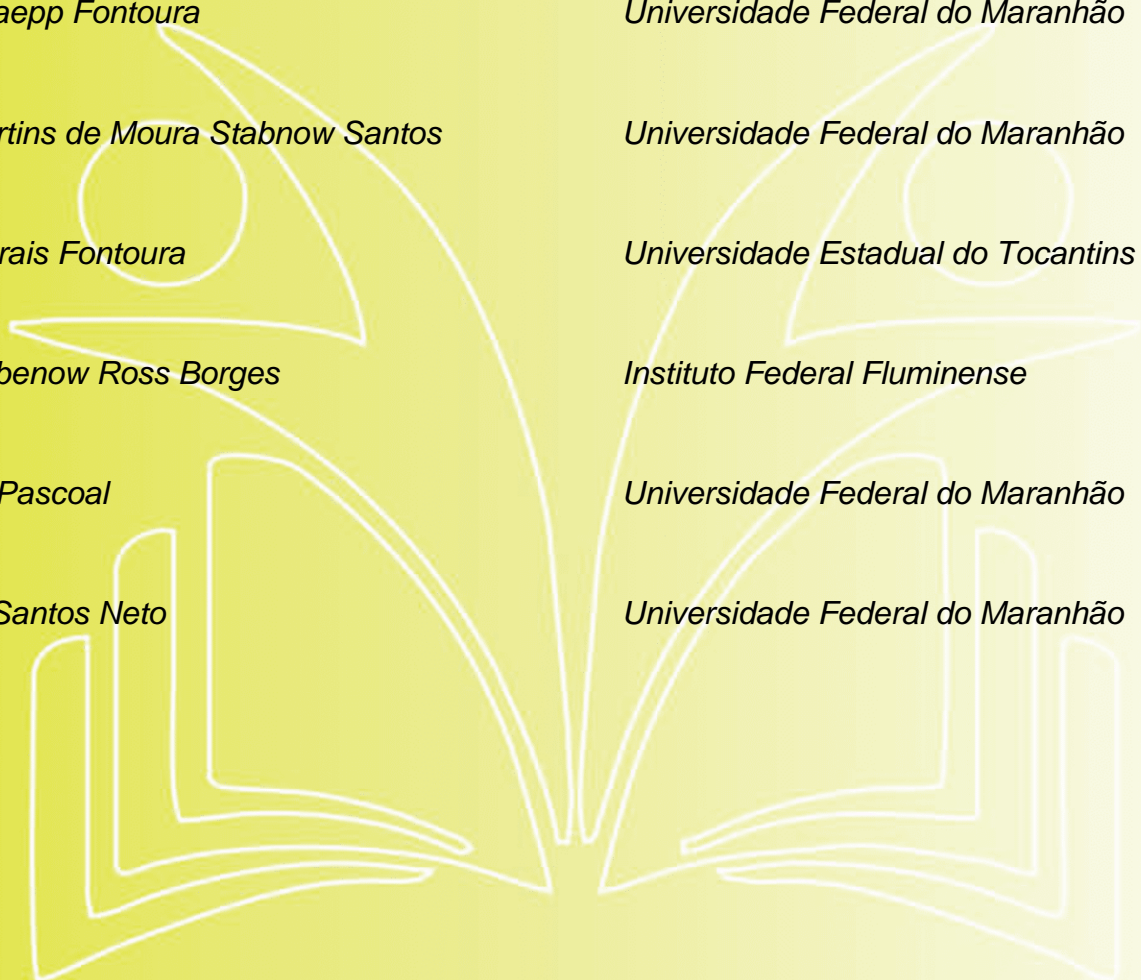 aepp Fontoura Universidade Federal do Maranhão
rtins de Moura Stabnow Santos Universidade Federal do Maranhão
rais Fontoura Universidade Estadual do Tocantins
benow Ross Borges Instituto Federal Fluminense
Pascoal Universidade Federal do Maranhão
Santos Neto Universidade Federal do Maranhão